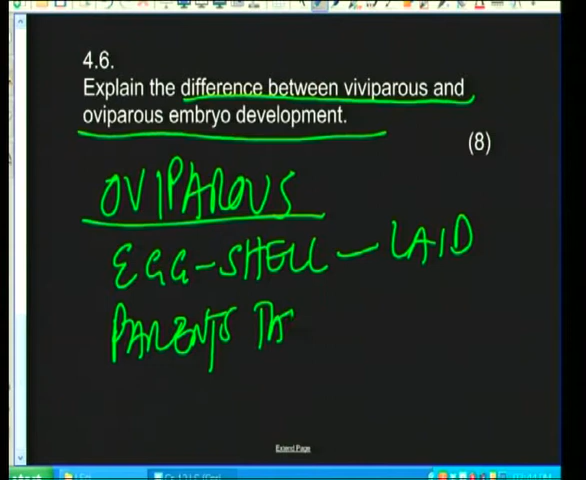 4.6.
Explain the difference between viviparous and
oviparous embryo development.
(8)
OVIPAROUS
EGG-SHELL-LAID
PARENTS TA
Extend Page